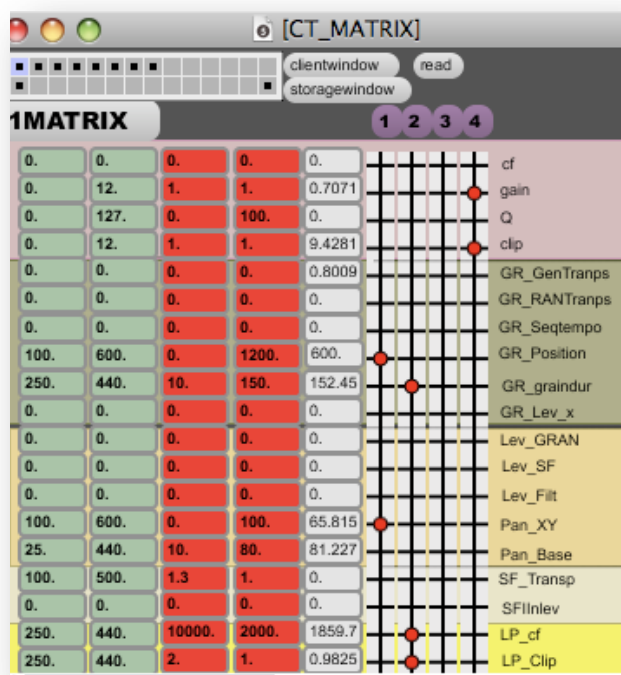 [CT_MATRIX]
clientwindow read
storagewindow
1MATRIX 1 2 3 4
0. 0. 0. 0. 0. cf
0. 12. 1. 1. 0.7071 gain
0. 127. 0. 100. 0. Q
0. 12. 1. 1. 9.4281 clip
0. 0. 0. 0. 0.8009 GR_GenTranps
0. 0. 0. 0. 0. GR_RANTranps
0. 0. 0. 0. 0. GR_Seqtempo
100. 600. 0. 1200. 600. GR_Position
250. 440. 10. 150. 152.45 GR_graindur
0. 0. 0. 0. 0. GR_Lev_x
0. 0. 0. 0. 0. Lev_GRAN
0. 0. 0. 0. 0. Lev_SF
0. 0. 0. 0. 0. Lev_Filt
100. 600. 0. 100. 65.815 Pan_XY
25. 440. 10. 80. 81.227 Pan_Base
100. 500. 1.3 1. 0. SF_Transp
0. 0. 0. 0. 0. SFIInlev
250. 440. 10000. 2000. 1859.7 LP_cf
250. 440. 2. 1. 0.9825 LP_Clip